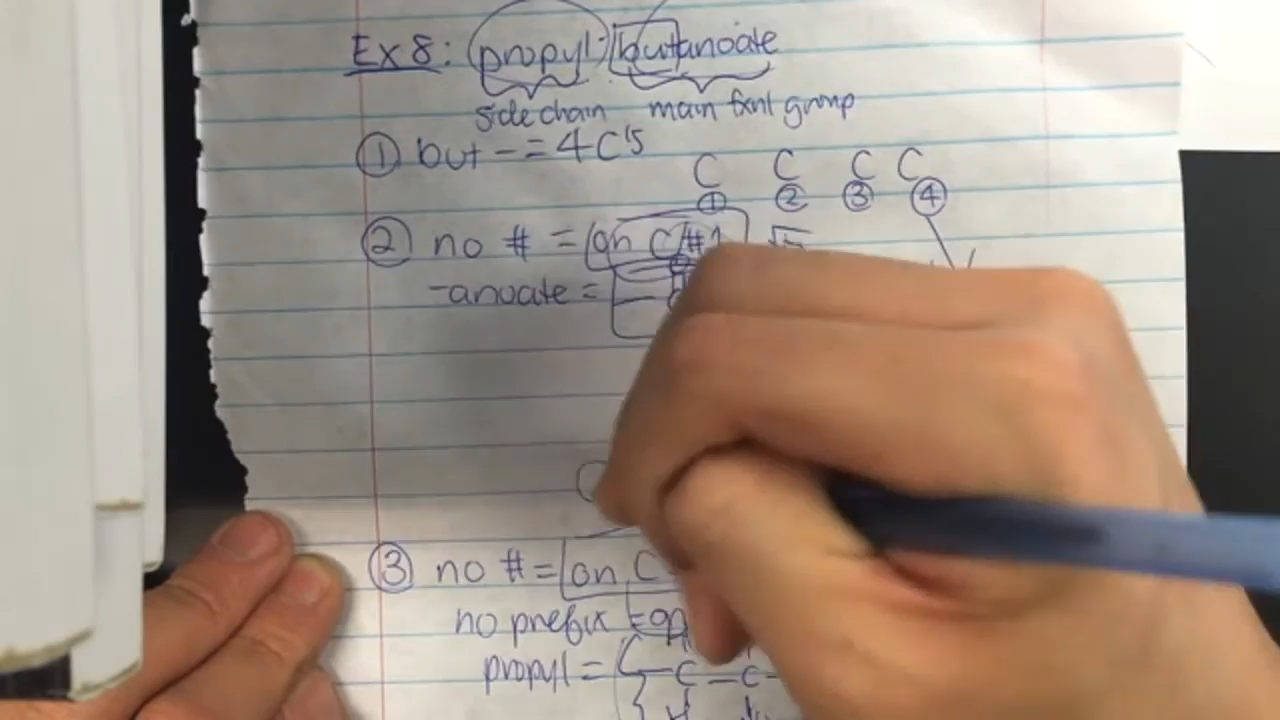 Ex 8: propyl butanoate
side chain main fxnl group
① but- = 4 C's
C C C C
① ② ③ ④
② no # = on C#1
-anoate =
③ no # = on C
no prefix =
propyl = -C-C-